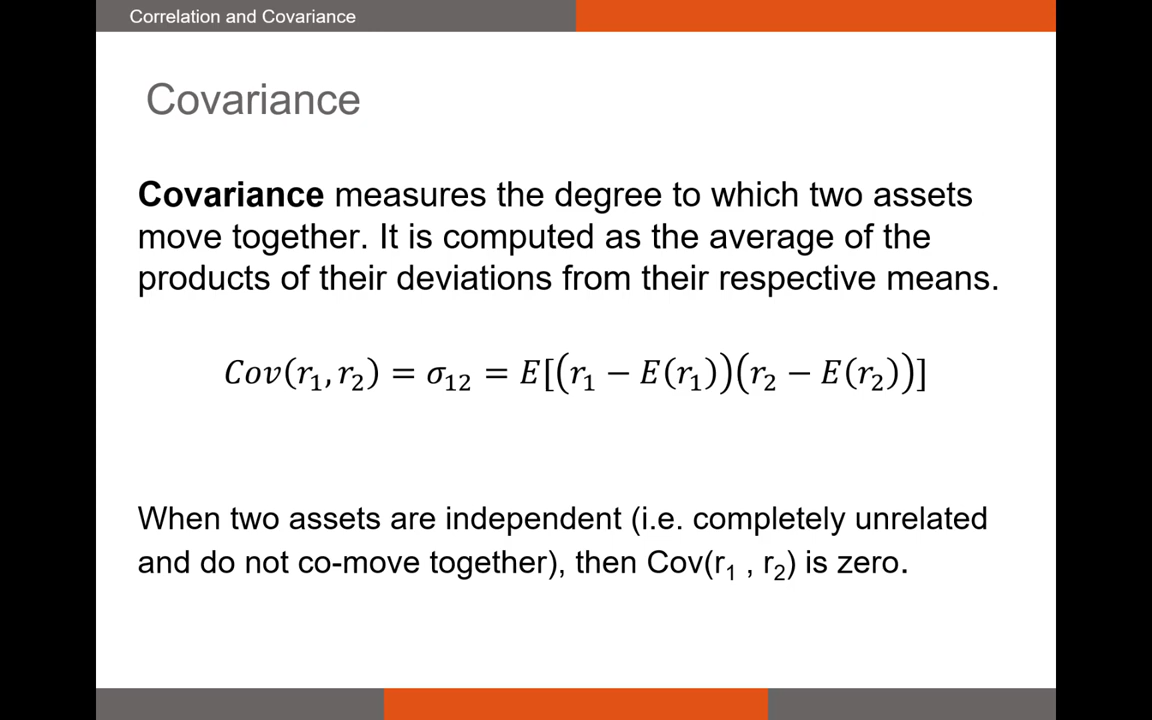 Correlation and Covariance
Covariance
Covariance measures the degree to which two assets
move together. It is computed as the average of the
products of their deviations from their respective means.
Cov(r₁, r₂) = σ₁₂ = E[(r₁ − E(r₁))(r₂ − E(r₂))]
When two assets are independent (i.e. completely unrelated
and do not co-move together), then Cov(r₁ , r₂) is zero.